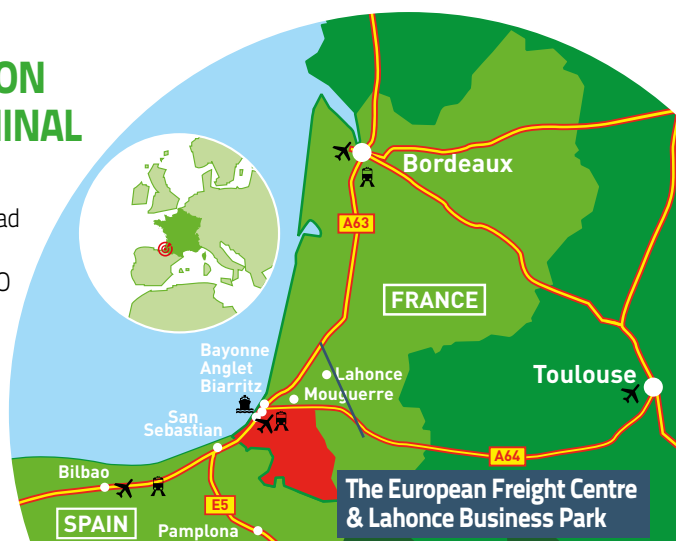 ON
MINAL
ad
O
Bordeaux
A63
FRANCE
Bayonne
Anglet
Biarritz
Lahonce
Mouguerre
Toulouse
San
Sebastian
A64
Bilbao
The European Freight Centre
& Lahonce Business Park
E5
SPAIN
Pamplona